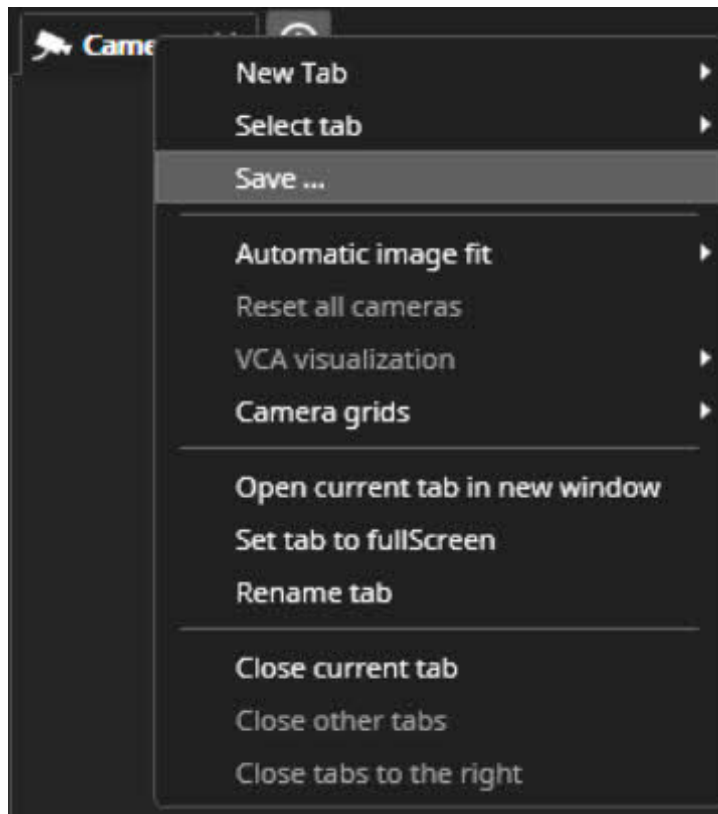 Came
New Tab
Select tab
Save ...
Automatic image fit
Reset all cameras
VCA visualization
Camera grids
Open current tab in new window
Set tab to fullScreen
Rename tab
Close current tab
Close other tabs
Close tabs to the right